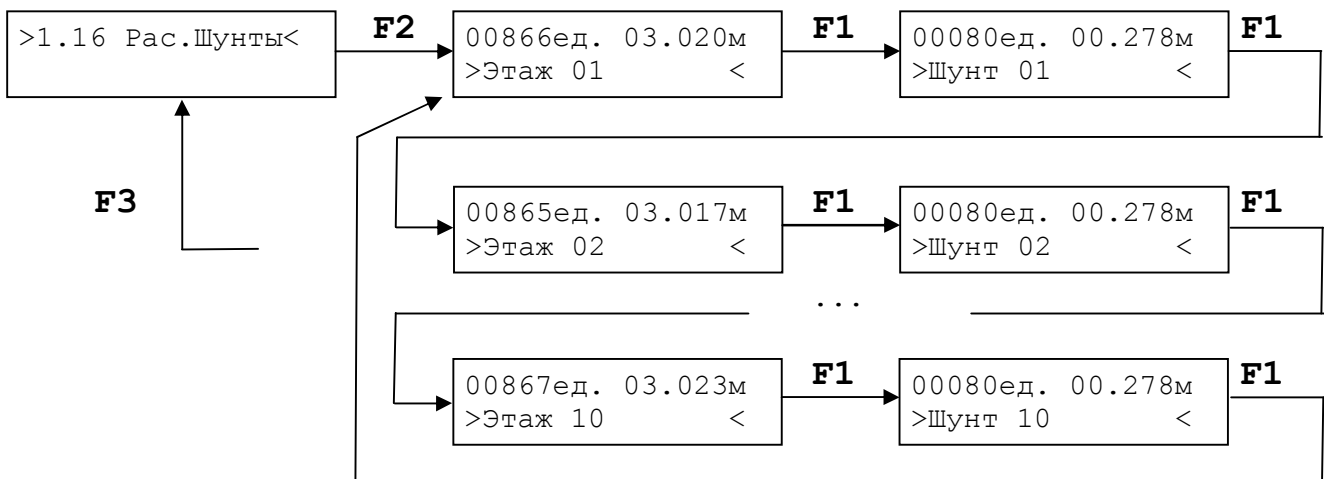 >1.16 Рас.Шунты<
F2
00866ед. 03.020м
>Этаж 01 <
F1
00080ед. 00.278м
>Шунт 01 <
F1
F3
00865ед. 03.017м
>Этаж 02 <
F1
00080ед. 00.278м
>Шунт 02 <
F1
...
00867ед. 03.023м
>Этаж 10 <
F1
00080ед. 00.278м
>Шунт 10 <
F1